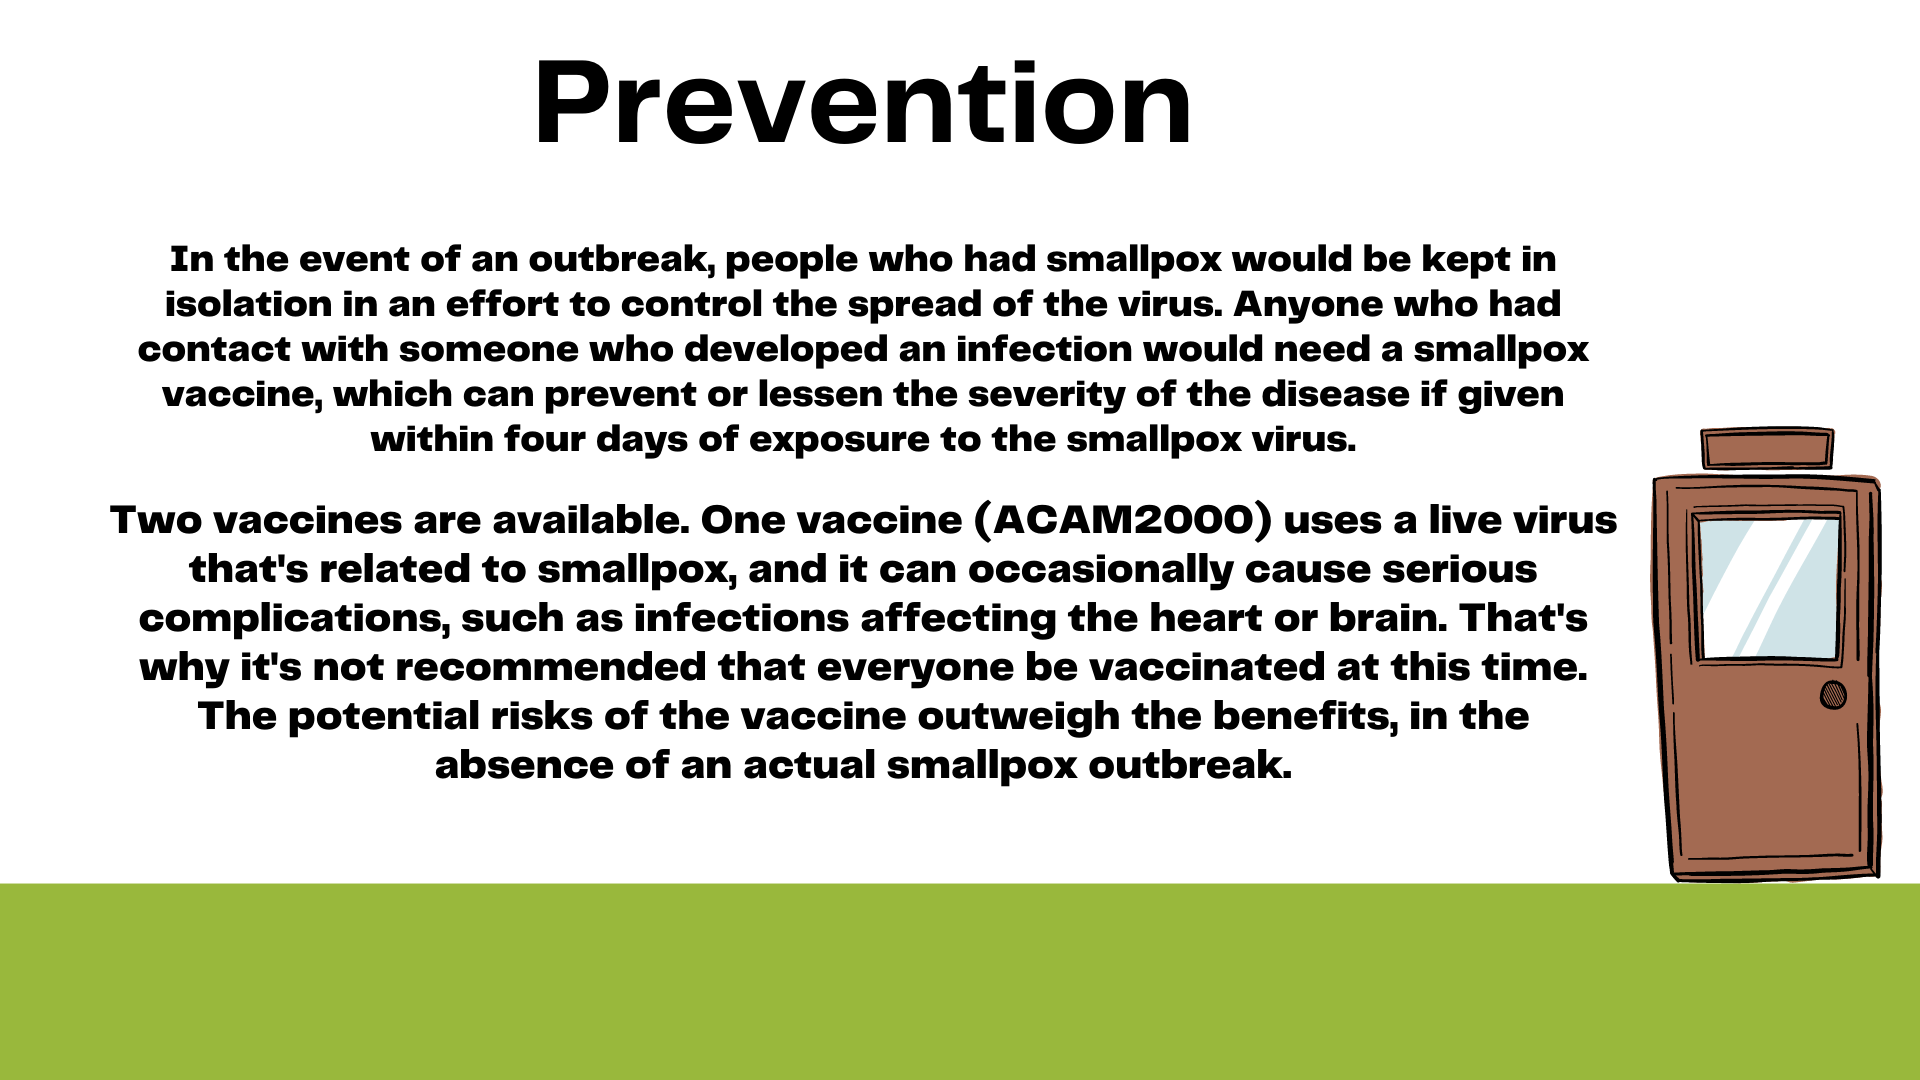 Prevention
In the event of an outbreak, people who had smallpox would be kept in
isolation in an effort to control the spread of the virus. Anyone who had
contact with someone who developed an infection would need a smallpox
vaccine, which can prevent or lessen the severity of the disease if given
within four days of exposure to the smallpox virus.
Two vaccines are available. One vaccine (ACAM2000) uses a live virus
that's related to smallpox, and it can occasionally cause serious
complications, such as infections affecting the heart or brain. That's
why it's not recommended that everyone be vaccinated at this time.
The potential risks of the vaccine outweigh the benefits, in the
absence of an actual smallpox outbreak.